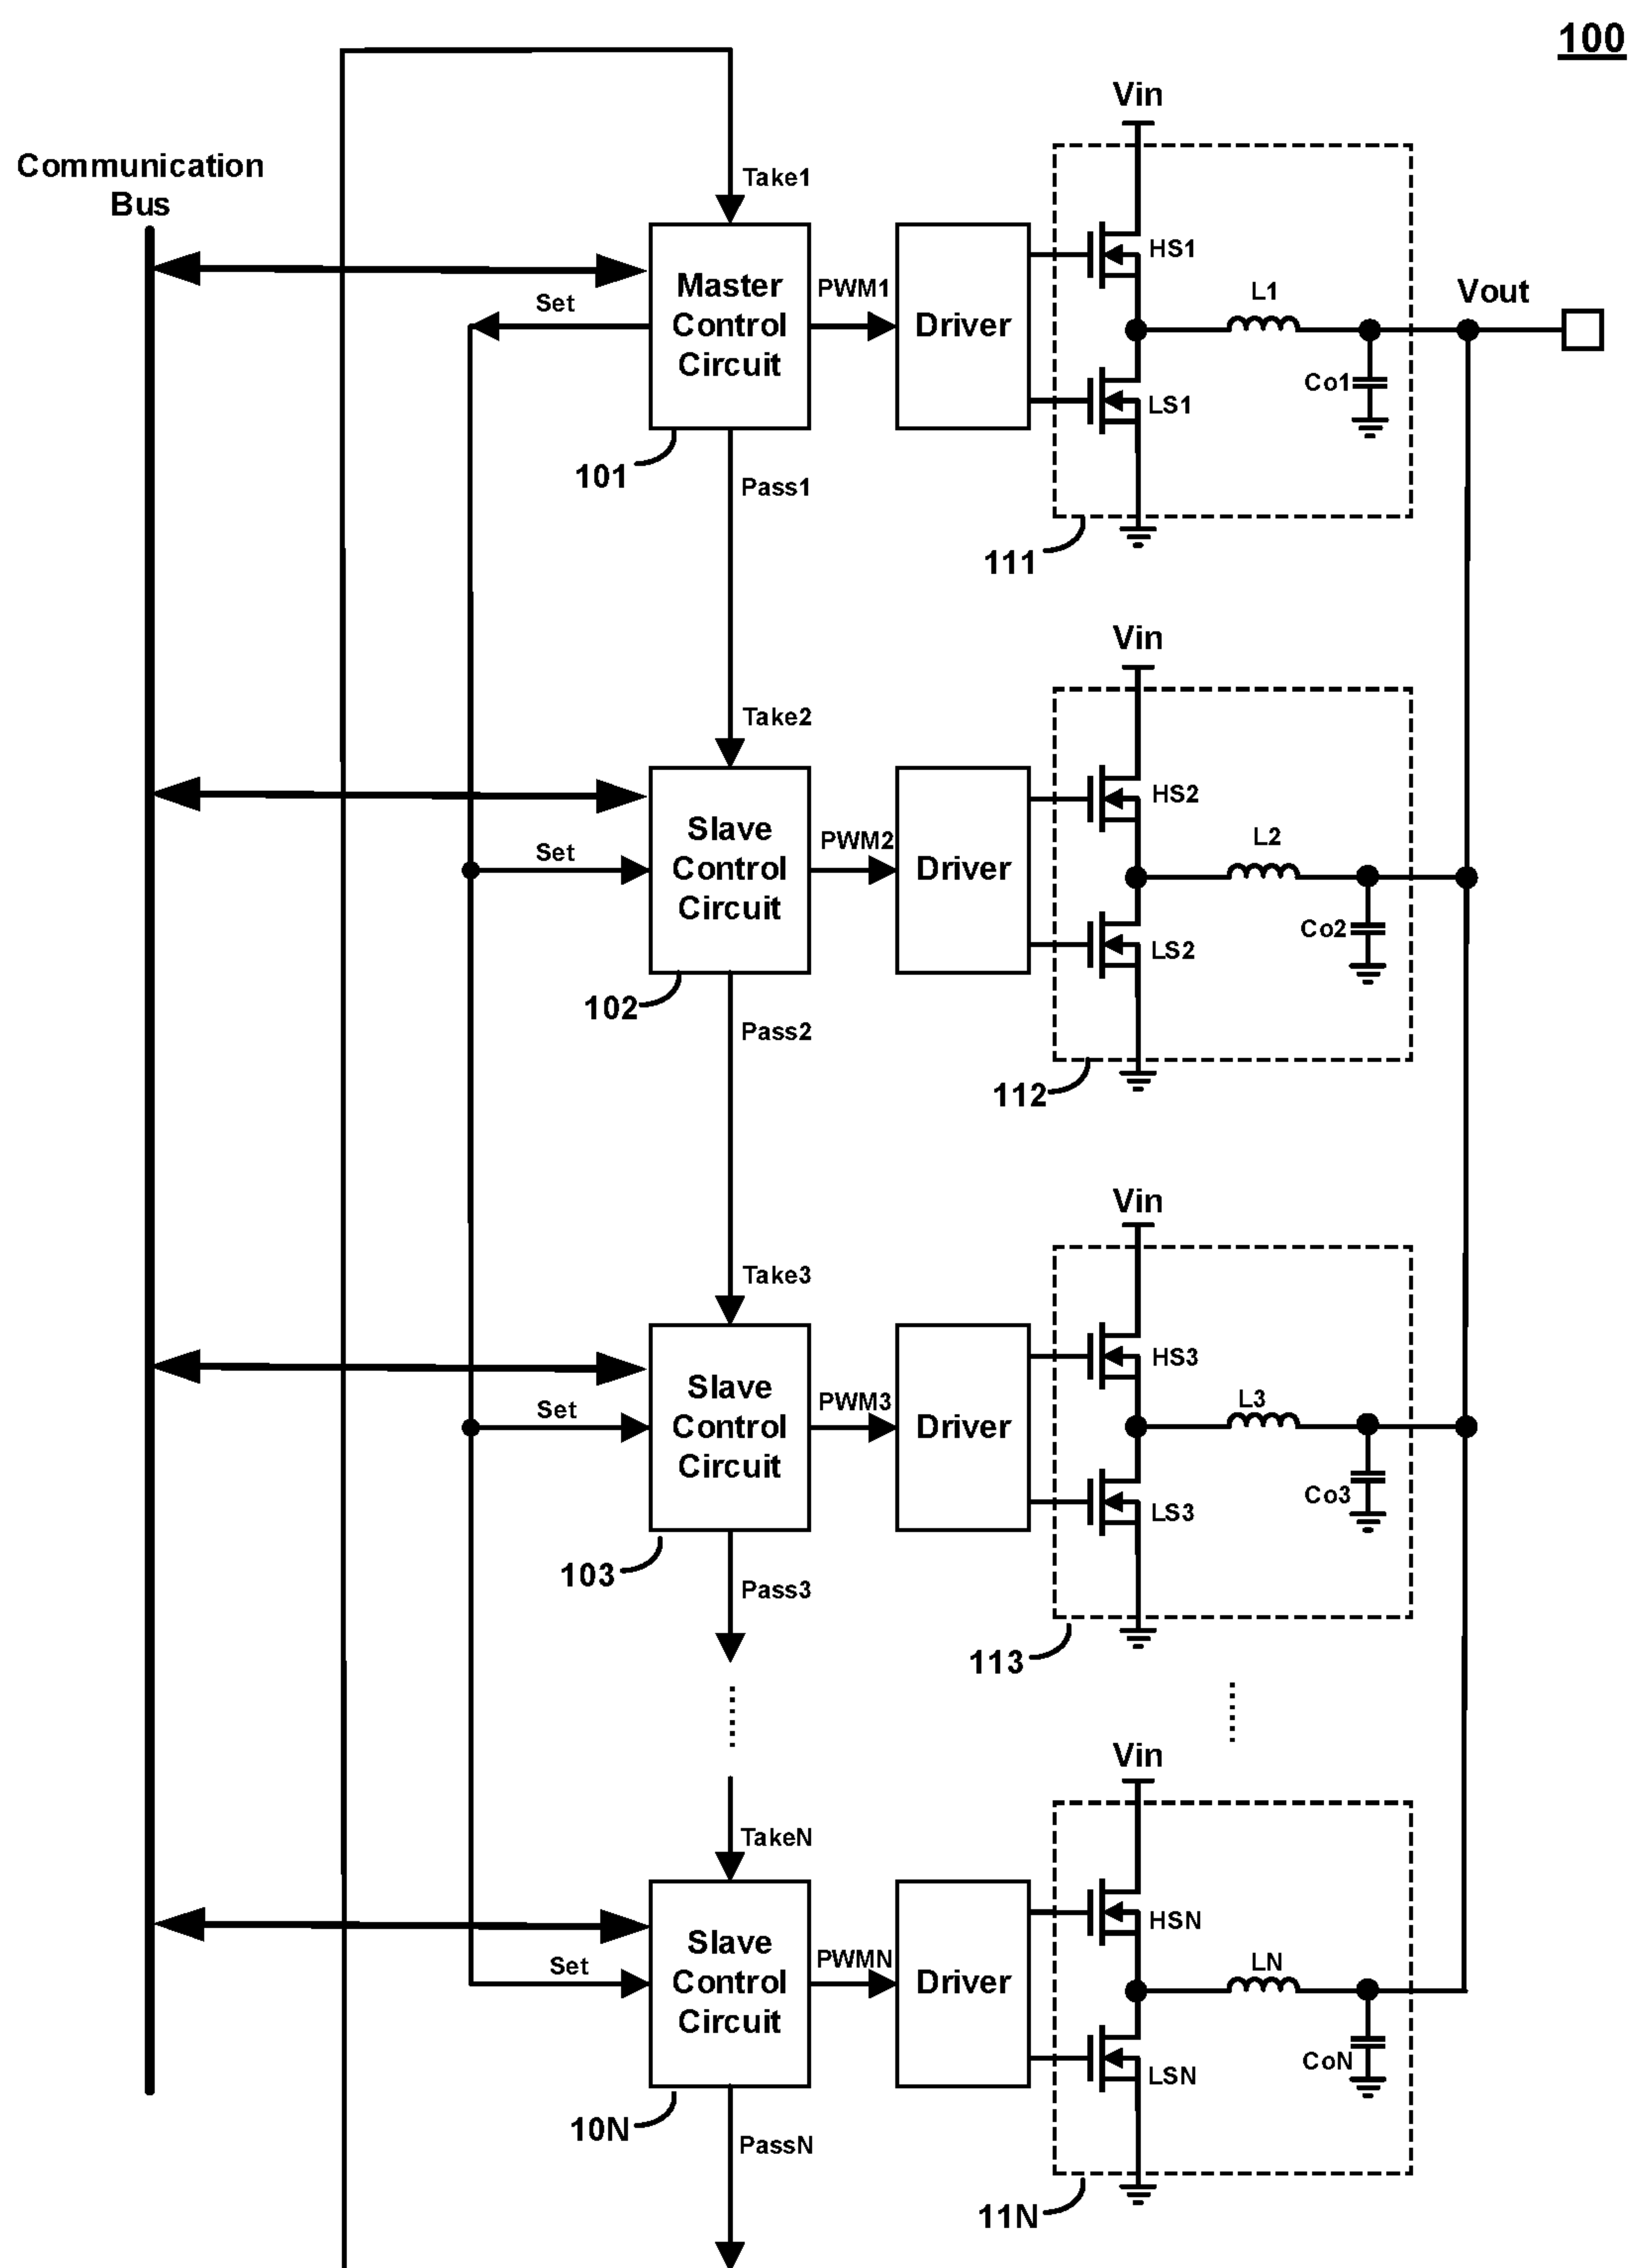 100
Communication
Bus
Take1
Vin
Master
Control
Circuit
Set
PWM1
Driver
HS1
LS1
L1
Co1
Vout
101
Pass1
111
Take2
Vin
Slave
Control
Circuit
Set
PWM2
Driver
HS2
LS2
L2
Co2
102
Pass2
112
Take3
Vin
Slave
Control
Circuit
Set
PWM3
Driver
HS3
LS3
L3
Co3
103
Pass3
113
TakeN
Vin
Slave
Control
Circuit
Set
PWMN
Driver
HSN
LSN
LN
CoN
10N
PassN
11N